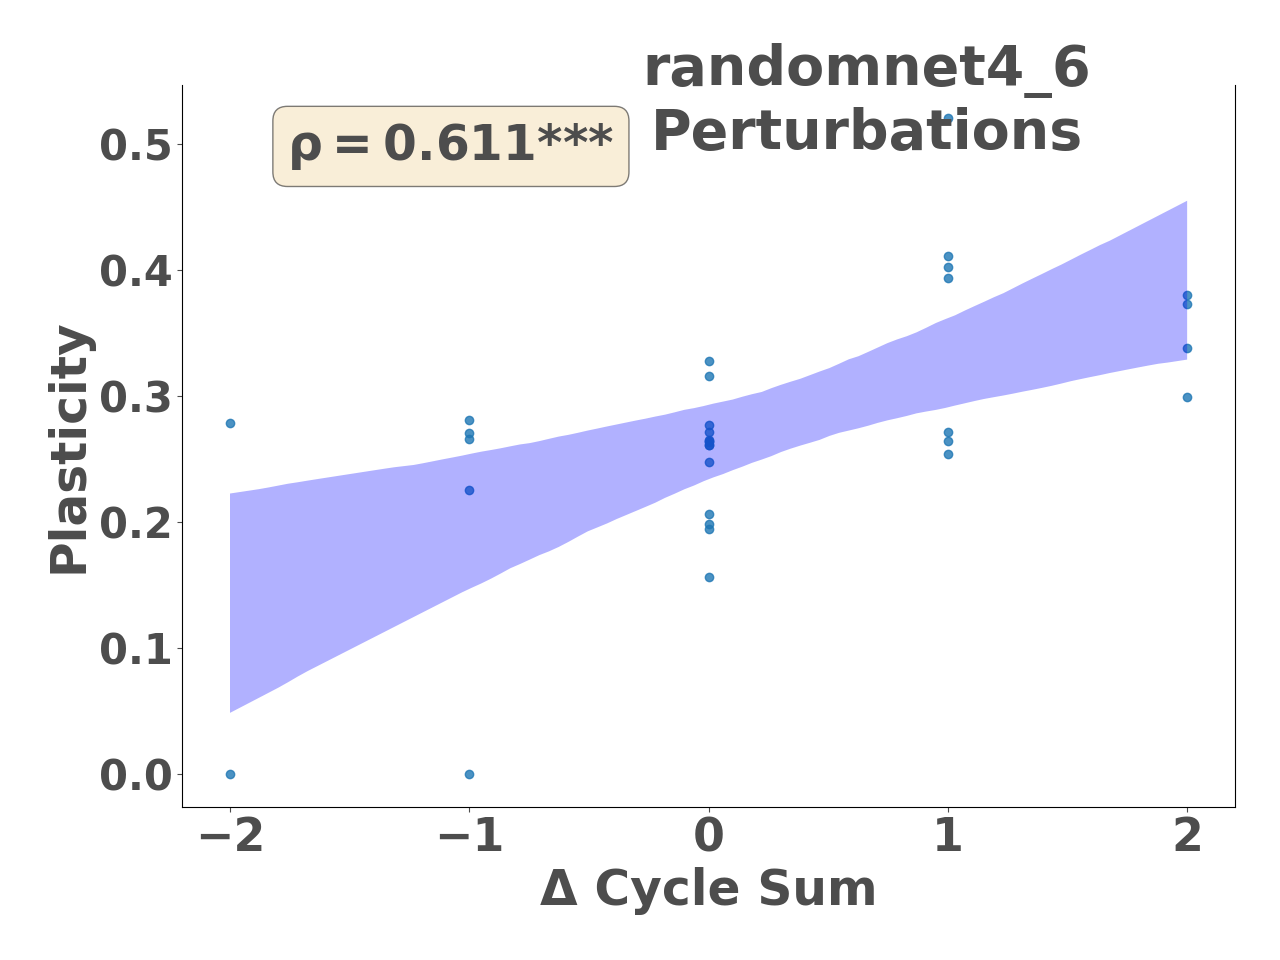 randomnet4_6
Perturbations
ρ = 0.611***
0.5
0.4
0.3
0.2
0.1
0.0
Plasticity
−2 −1 0 1 2
Δ Cycle Sum